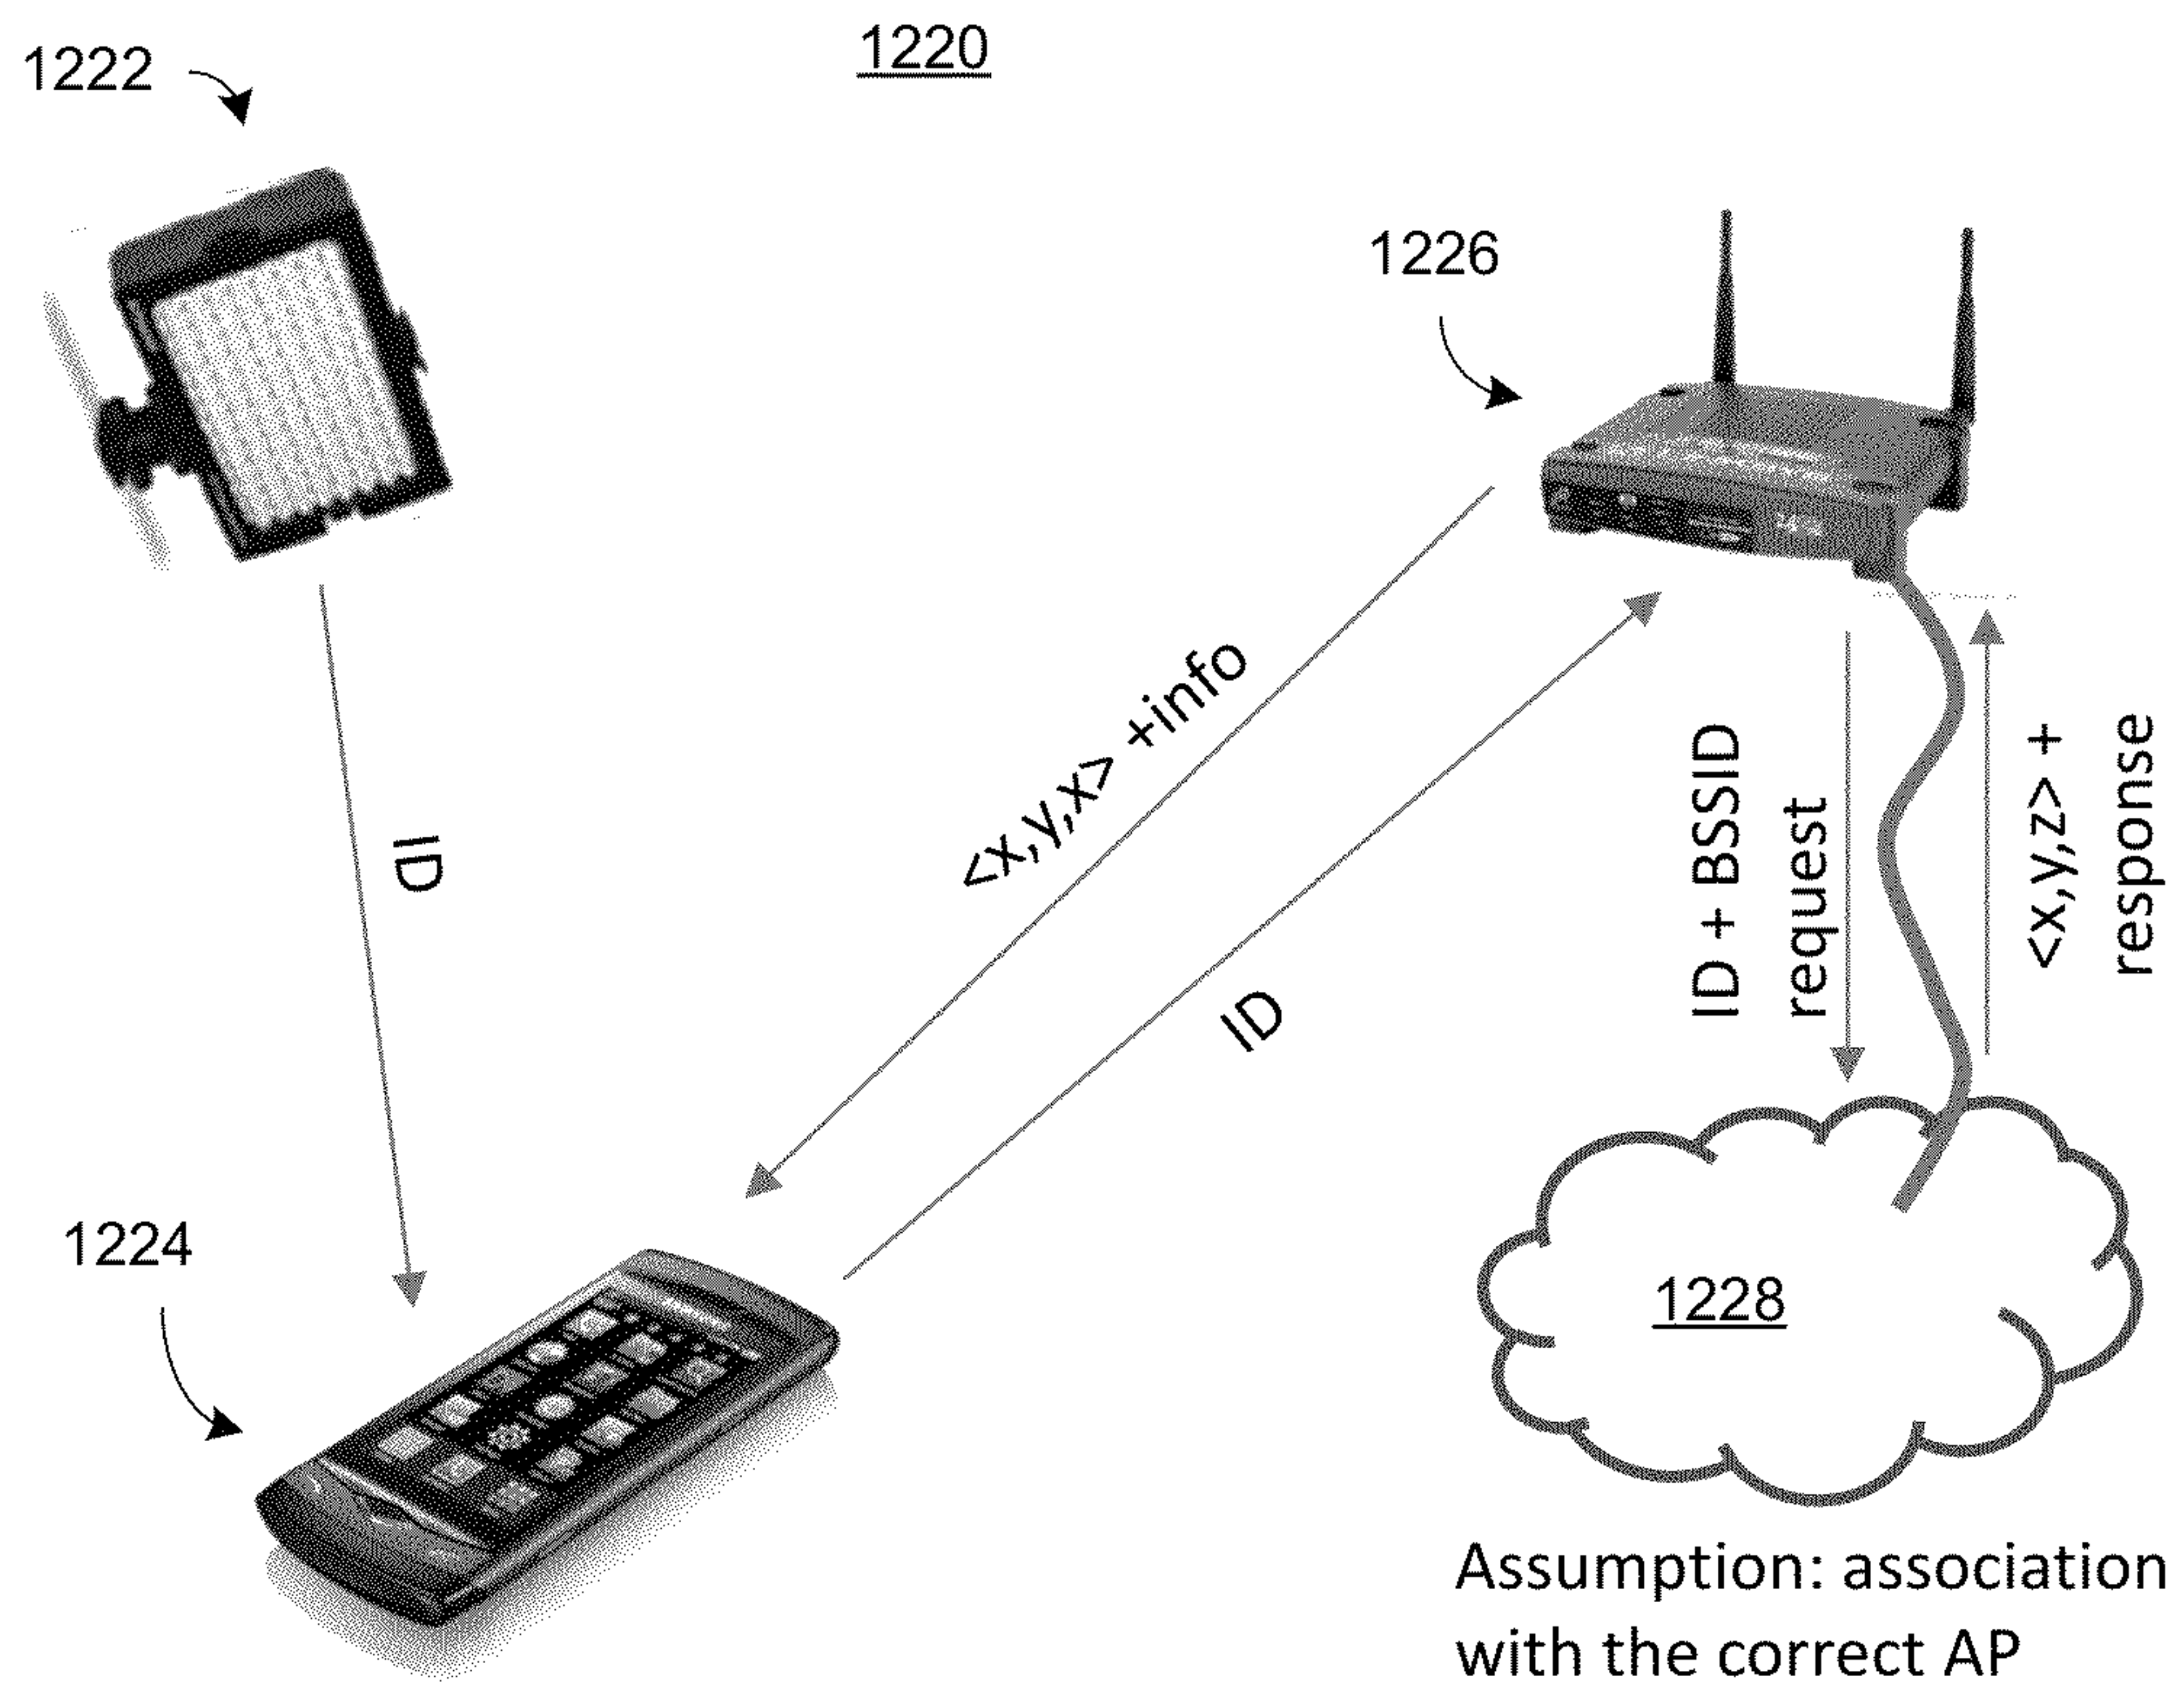 1220
1222
1226
<x,y,x> +info
ID
ID
ID + BSSID
request
<x,y,z> +
response
1224
1228
Assumption: association
with the correct AP